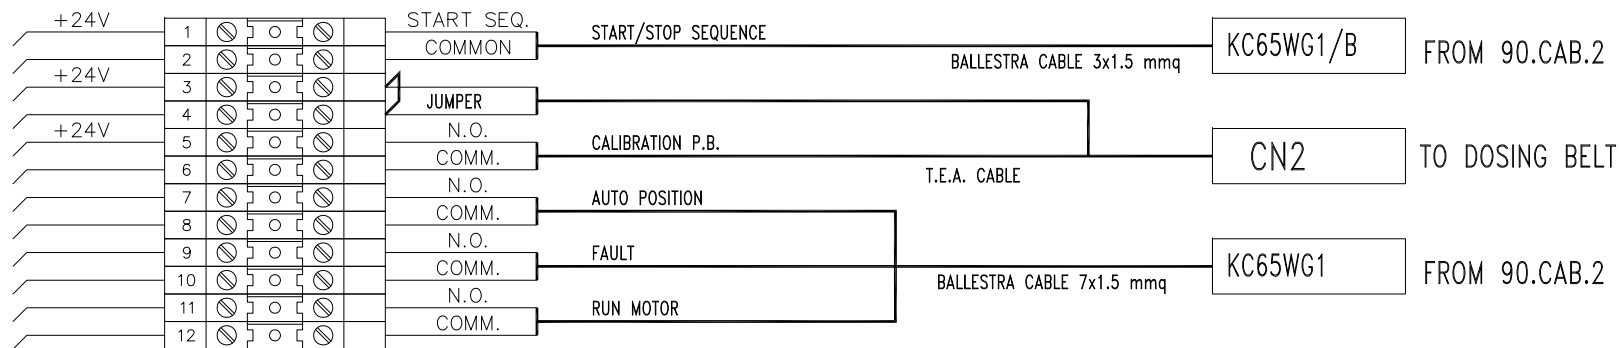 +24V
1
START SEQ.
START/STOP SEQUENCE
KC65WG1/B
FROM 90.CAB.2
2
COMMON
BALLESTRA CABLE 3x1.5 mmq
+24V
3
4
JUMPER
+24V
5
N.O.
CALIBRATION P.B.
CN2
TO DOSING BELT
6
COMM.
T.E.A. CABLE
7
N.O.
AUTO POSITION
8
COMM.
9
N.O.
FAULT
KC65WG1
FROM 90.CAB.2
10
COMM.
BALLESTRA CABLE 7x1.5 mmq
11
N.O.
RUN MOTOR
12
COMM.